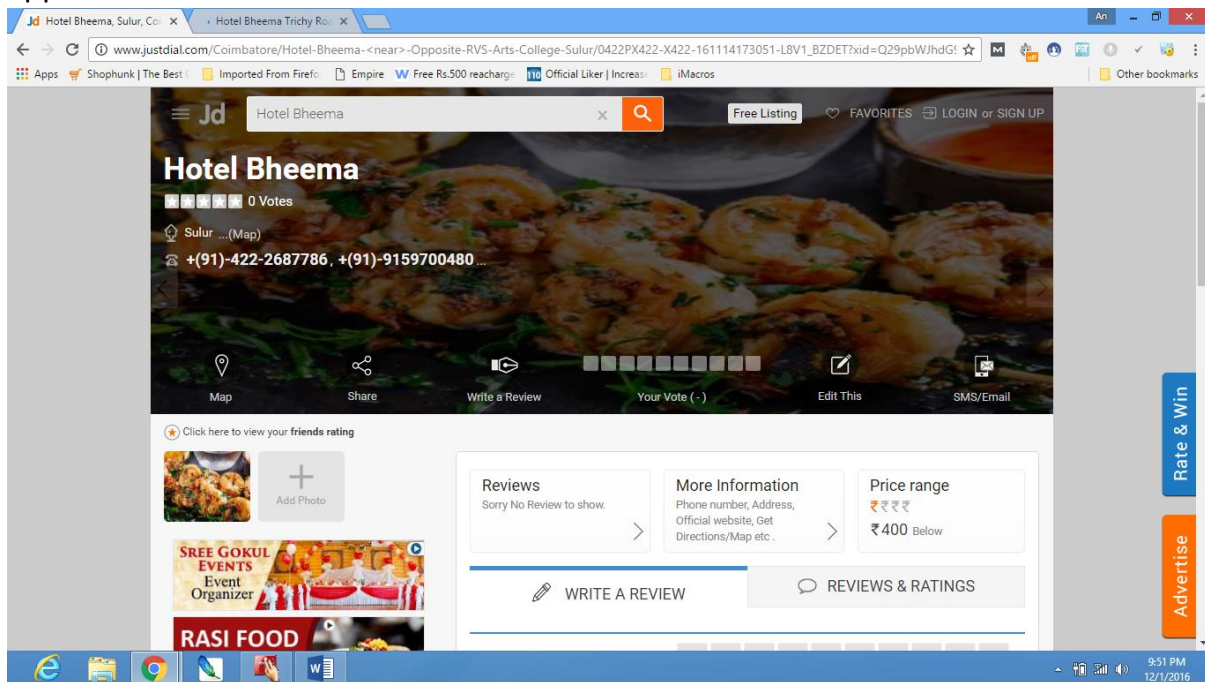 Jd Hotel Bheema, Sulur, Coi
Hotel Bheema Trichy Roa
An
www.justdial.com/Coimbatore/Hotel-Bheema-<near>-Opposite-RVS-Arts-College-Sulur/0422PX422-X422-161114173051-L8V1_BZDET?xid=Q29pbWJhdG
Apps
Shophunk | The Best
Imported From Firefo
Empire
W Free Rs.500 reacharge
110 Official Liker | Increase
iMacros
Other bookmarks
Jd
Hotel Bheema
Free Listing
FAVORITES
LOGIN or SIGN UP
Hotel Bheema
0 Votes
Sulur ...(Map)
+(91)-422-2687786, +(91)-9159700480 ...
Map
Share
Write a Review
Your Vote ( - )
Edit This
SMS/Email
Rate & Win
Click here to view your friends rating
Add Photo
Reviews
Sorry No Review to show.
More Information
Phone number, Address,
Official website, Get
Directions/Map etc .
Price range
₹₹₹₹
₹400 Below
SREE GOKUL
EVENTS
Event
Organizer
WRITE A REVIEW
REVIEWS & RATINGS
Advertise
RASI FOOD
9:51 PM
12/1/2016